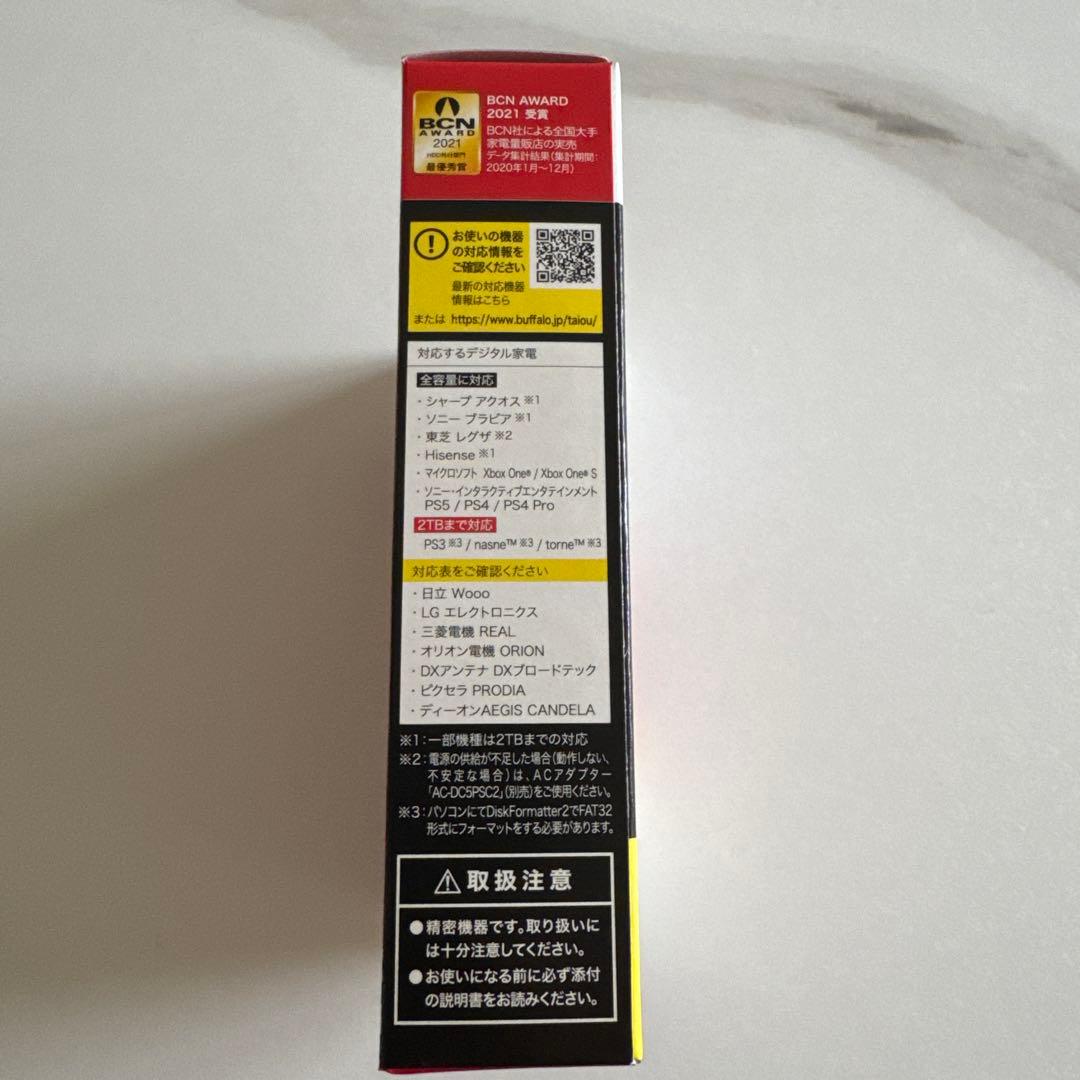 BCN
AWARD
2021
HDD外付部門
最優秀賞
BCN AWARD
2021 受賞
BCN社による全国大手
家電量販店の実売
データ集計結果(集計期間:
2020年1月〜12月)
お使いの機器
の対応情報を
ご確認ください
最新の対応機器
情報はこちら
または https://www.buffalo.jp/taiou/
対応するデジタル家電
全容量に対応
・シャープ アクオス※1
・ソニー ブラビア※1
・東芝 レグザ※2
・Hisense※1
・マイクロソフト Xbox One® / Xbox One® S
・ソニー・インタラクティブエンタテインメント
PS5 / PS4 / PS4 Pro
2TBまで対応
PS3※3 / nasne™※3 / torne™※3
対応表をご確認ください
・日立 Wooo
・LG エレクトロニクス
・三菱電機 REAL
・オリオン電機 ORION
・DXアンテナ DXブロードテック
・ピクセラ PRODIA
・ディーオンAEGIS CANDELA
※1:一部機種は2TBまでの対応
※2:電源の供給が不足した場合(動作しない、
不安定な場合)は、ACアダプター
「AC-DC5PSC2」(別売)をご使用ください。
※3:パソコンにてDiskFormatter2でFAT32
形式にフォーマットをする必要があります。
取扱注意
●精密機器です。取り扱いに
は十分注意してください。
●お使いになる前に必ず添付
の説明書をお読みください。